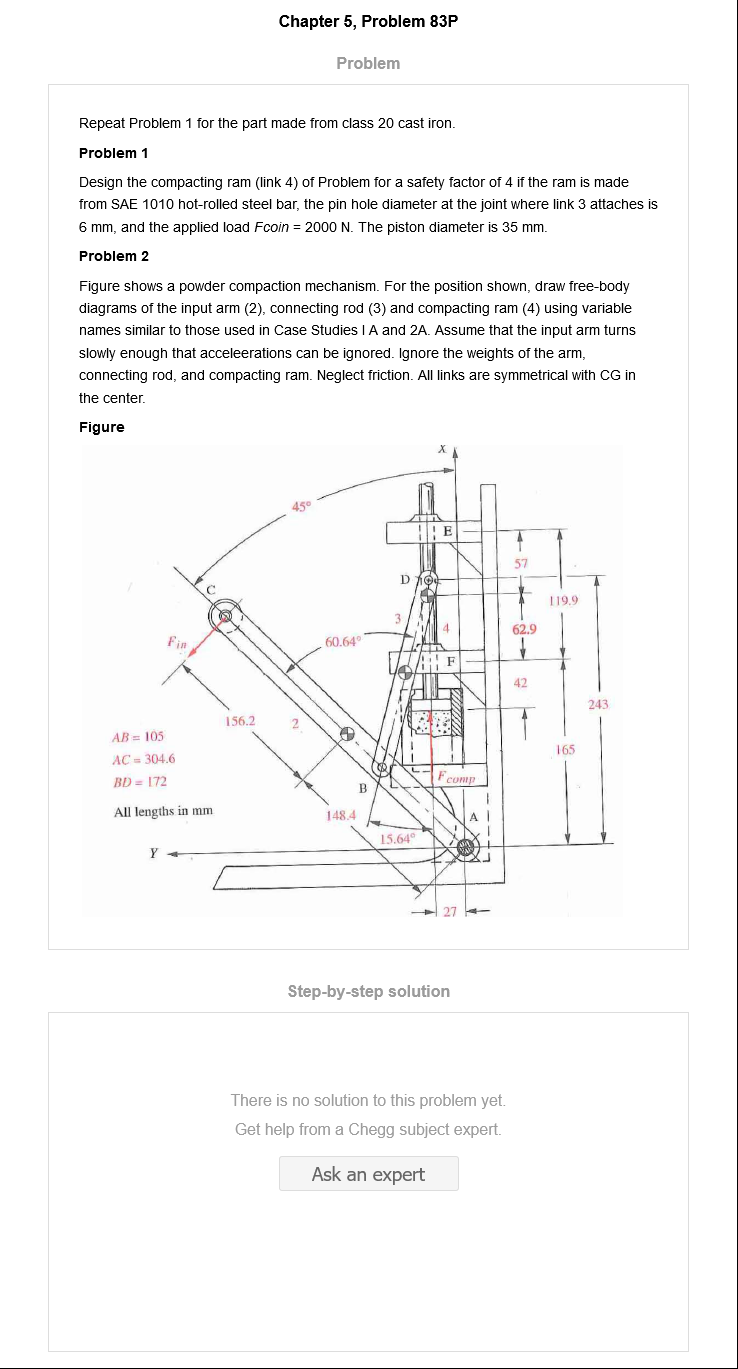 Chapter 5, Problem 83P
Problem
Repeat Problem 1 for the part made from class 20 cast iron.
Problem 1
Design the compacting ram (link 4) of Problem for a safety factor of 4 if the ram is made
from SAE 1010 hot-rolled steel bar, the pin hole diameter at the joint where link 3 attaches is
6 mm, and the applied load Fcoin = 2000 N. The piston diameter is 35 mm.
Problem 2
Figure shows a powder compaction mechanism. For the position shown, draw free-body
diagrams of the input arm (2), connecting rod (3) and compacting ram (4) using variable
names similar to those used in Case Studies I A and 2A. Assume that the input arm turns
slowly enough that acceleerations can be ignored. Ignore the weights of the arm,
connecting rod, and compacting ram. Neglect friction. All links are symmetrical with CG in
the center.
Figure
X
45°
E
57
D
C
119.9
3
4
62.9
Fin
60.64°
F
42
243
156.2
2
AB = 105
165
AC = 304.6
BD = 172
Fcomp
B
All lengths in mm
148.4
A
15.64°
Y
27
Step-by-step solution
There is no solution to this problem yet.
Get help from a Chegg subject expert.
Ask an expert